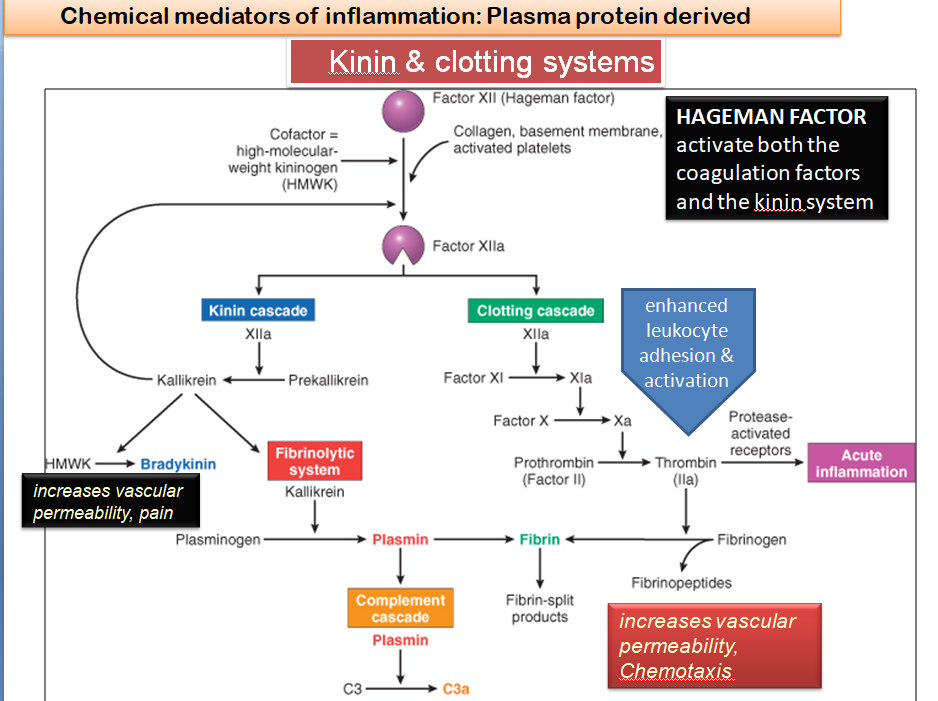 Chemical mediators of inflammation: Plasma protein derived
Kinin & clotting systems
Factor XII (Hageman factor)
HAGEMAN FACTOR
activate both the
coagulation factors
and the kinin system
Cofactor =
high-molecular-
weight kininogen
(HMWK)
Collagen, basement membrane,
activated platelets
Factor XIIa
Kinin cascade
XIIa
Clotting cascade
XIIa
enhanced
leukocyte
adhesion &
activation
Kallikrein
Prekallikrein
Factor XI
XIa
Factor X
Xa
Protease-
activated
receptors
HMWK
Bradykinin
increases vascular
permeability, pain
Fibrinolytic
system
Kallikrein
Prothrombin
(Factor II)
Thrombin
(IIa)
Acute
inflammation
Plasminogen
Plasmin
Fibrin
Fibrinogen
Fibrinopeptides
Complement
cascade
Plasmin
Fibrin-split
products
increases vascular
permeability,
Chemotaxis
C3
C3a